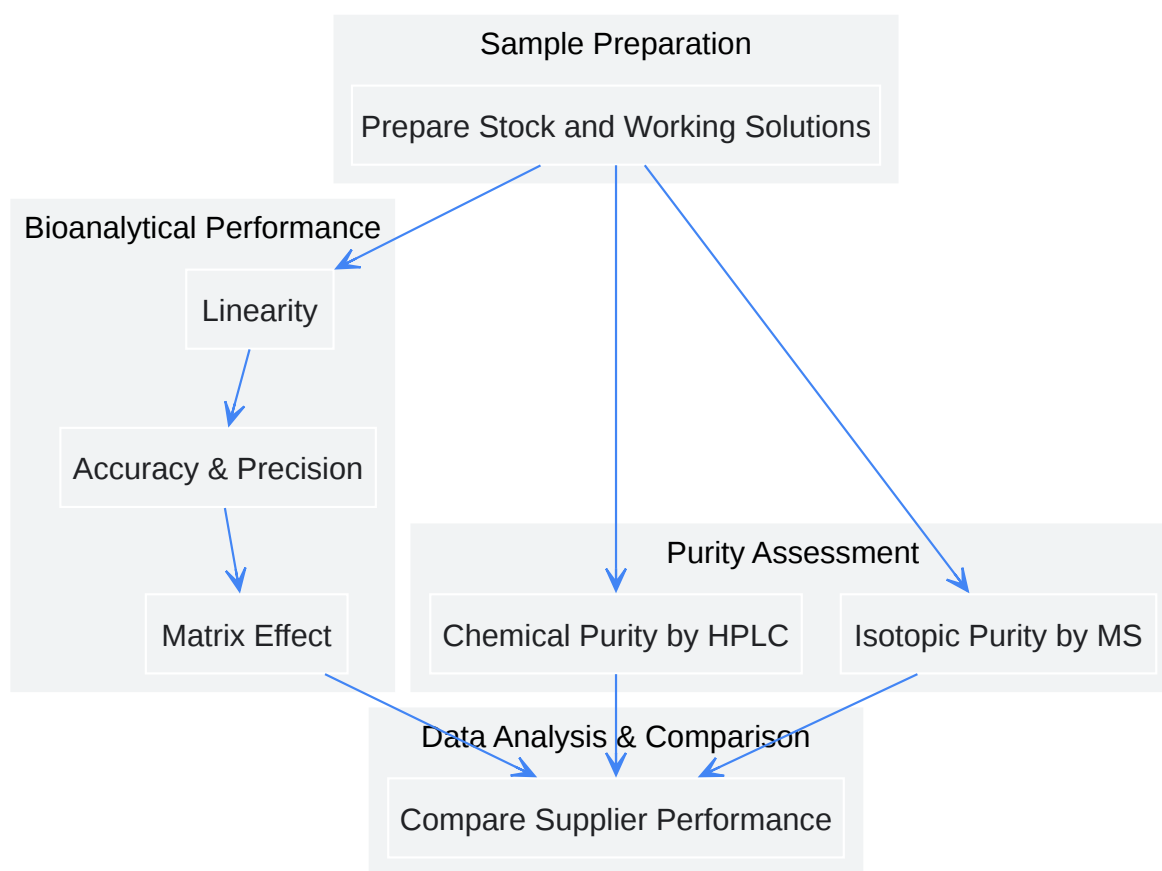 Sample Preparation
Prepare Stock and Working Solutions
Bioanalytical Performance
Linearity
Accuracy & Precision
Matrix Effect
Purity Assessment
Chemical Purity by HPLC
Isotopic Purity by MS
Data Analysis & Comparison
Compare Supplier Performance